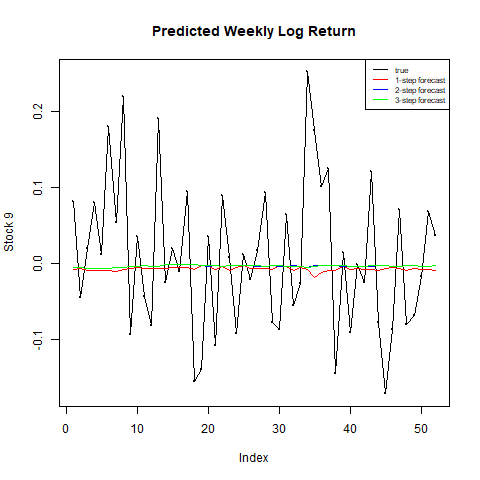 Predicted Weekly Log Return
true
1-step forecast
2-step forecast
3-step forecast
0.2
0.1
0.0
-0.1
Stock 9
0 10 20 30 40 50
Index